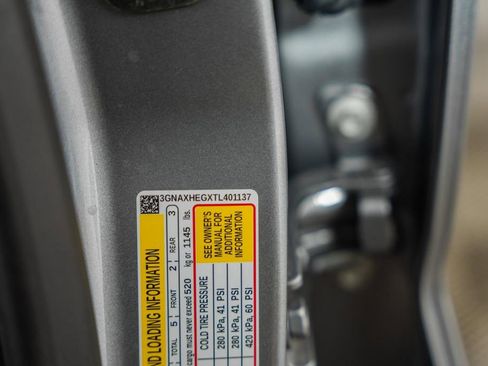 3GNAXHEGXTL401137
ND LOADING INFORMATION
TOTAL 5 FRONT 2 REAR 3
cargo must never exceed 520 kg or 1145 lbs.
COLD TIRE PRESSURE
280 kPa, 41 PSI
280 kPa, 41 PSI
420 kPa, 60 PSI
SEE OWNER'S
MANUAL FOR
ADDITIONAL
INFORMATION